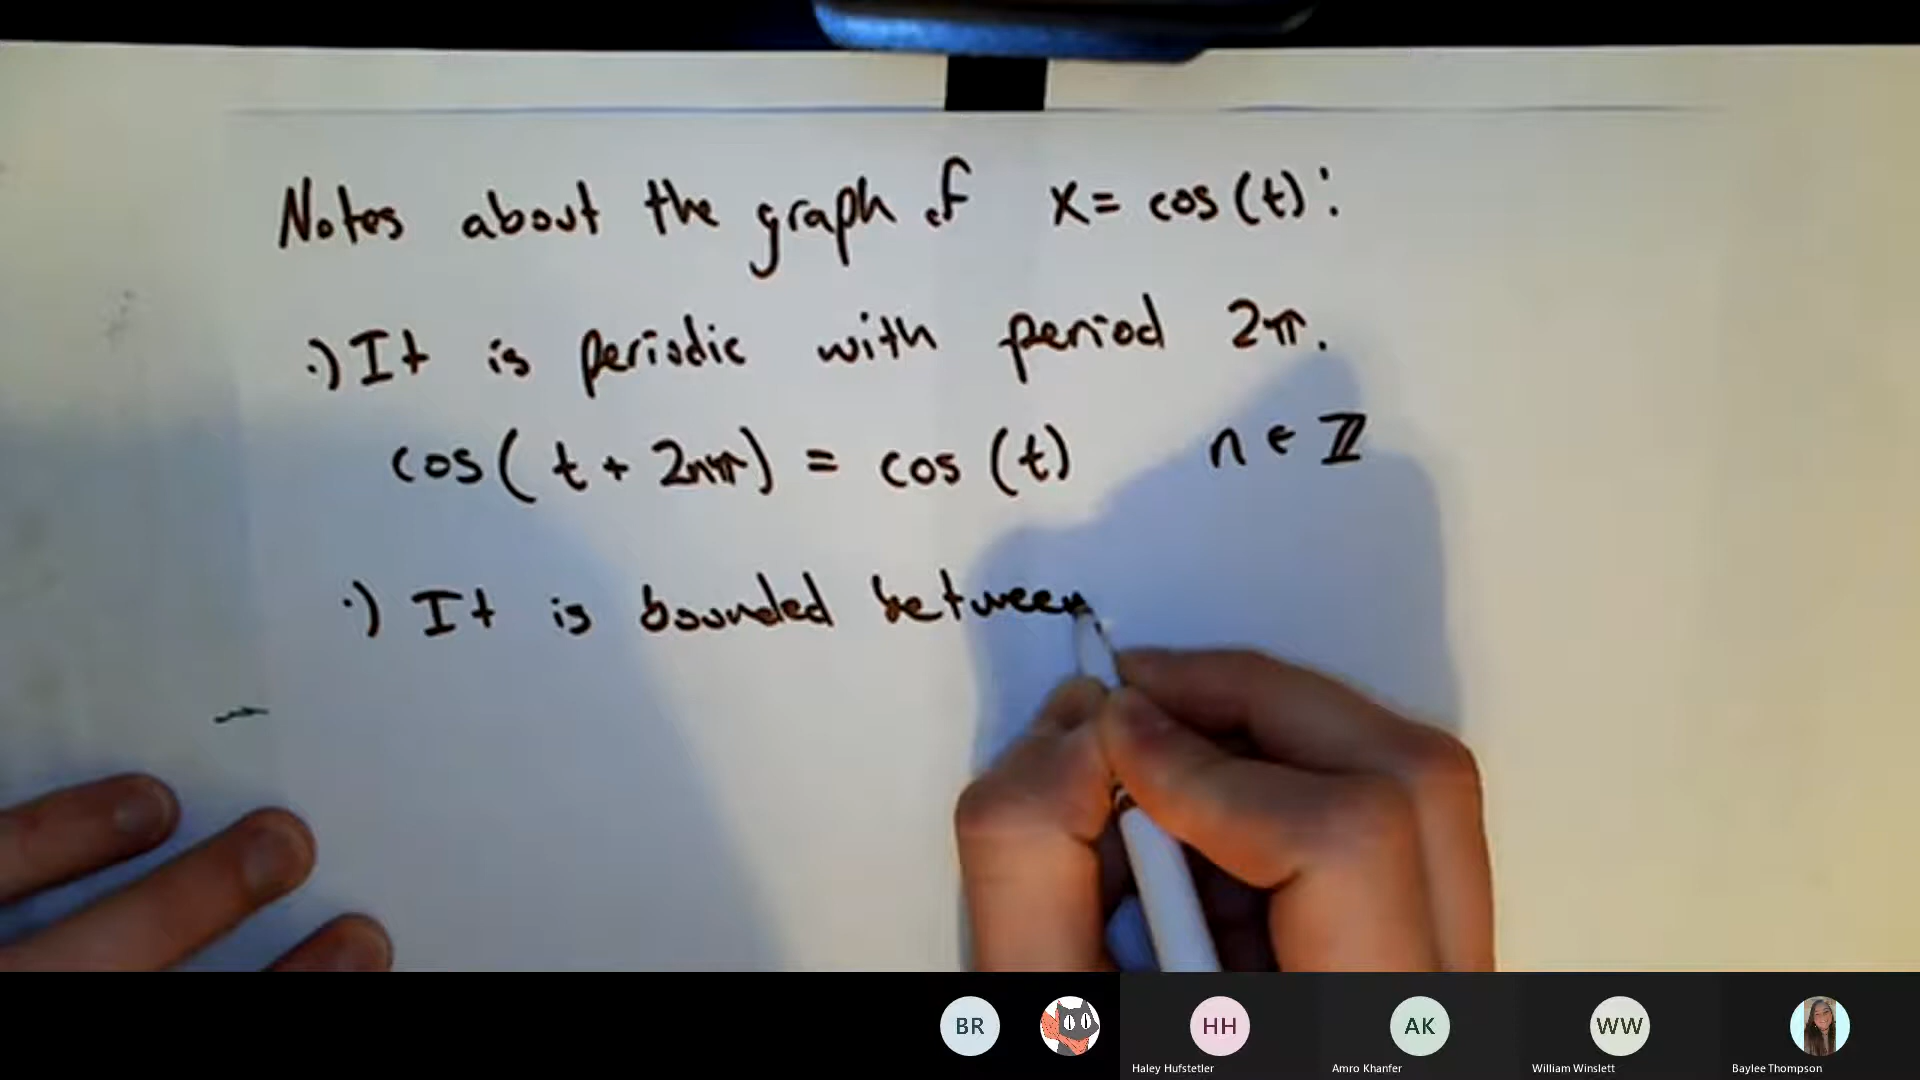 Notes about the graph of x = cos(t):
·) It is periodic with period 2π.
cos(t + 2nπ) = cos(t) n ∈ ℤ
·) It is bounded between
BR HH AK WW
Haley Hufstetler Amro Khanfer William Winslett Baylee Thompson